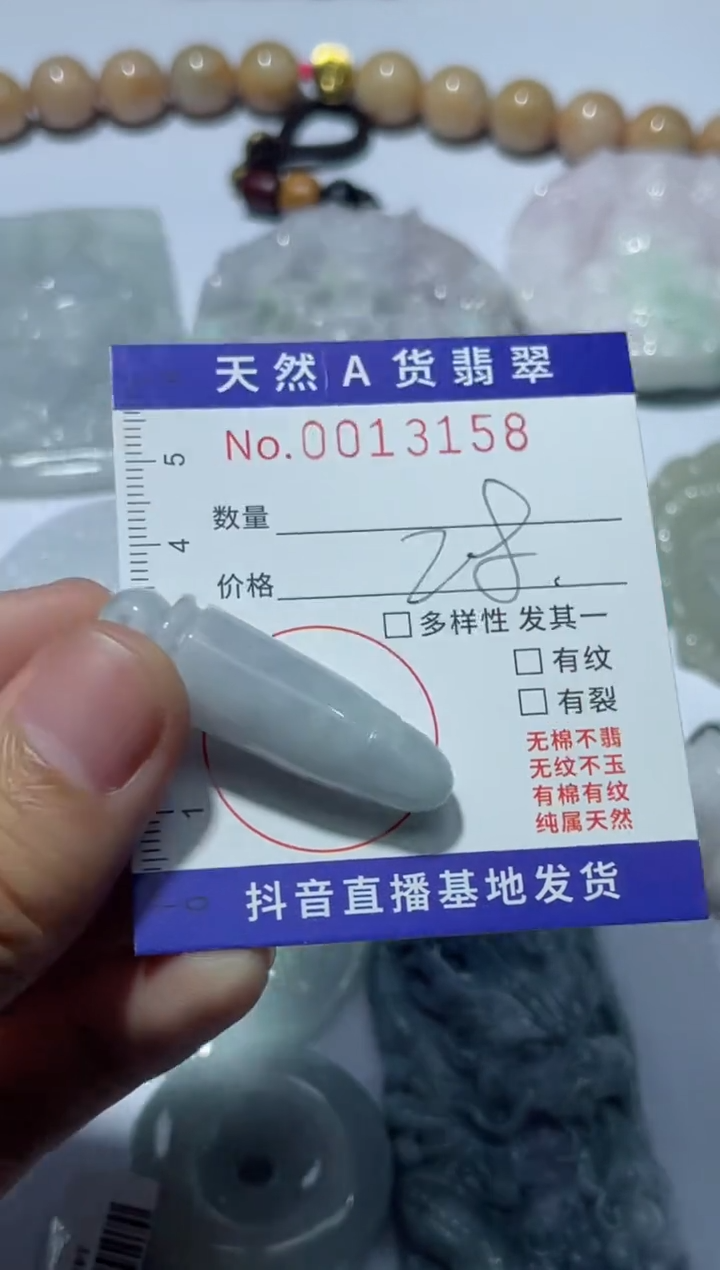 天然A货翡翠
No.0013158
数量
价格 28
□多样性 发其一
□有纹
□有裂
无棉不翡
无纹不玉
有棉有纹
纯属天然
抖音直播基地发货
5
4
1
0